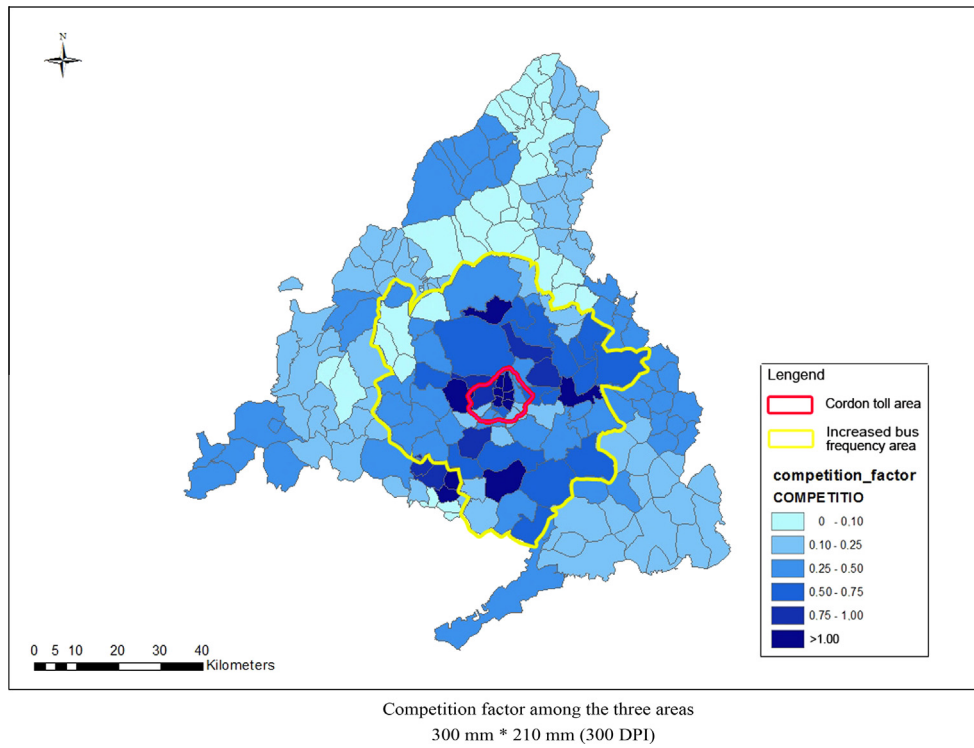 N
Lengend
Cordon toll area
Increased bus
frequency area
competition_factor
COMPETITIO
0 - 0.10
0.10 - 0.25
0.25 - 0.50
0.50 - 0.75
0.75 - 1.00
>1.00
0 5 10 20 30 40
Kilometers
Competition factor among the three areas
300 mm * 210 mm (300 DPI)